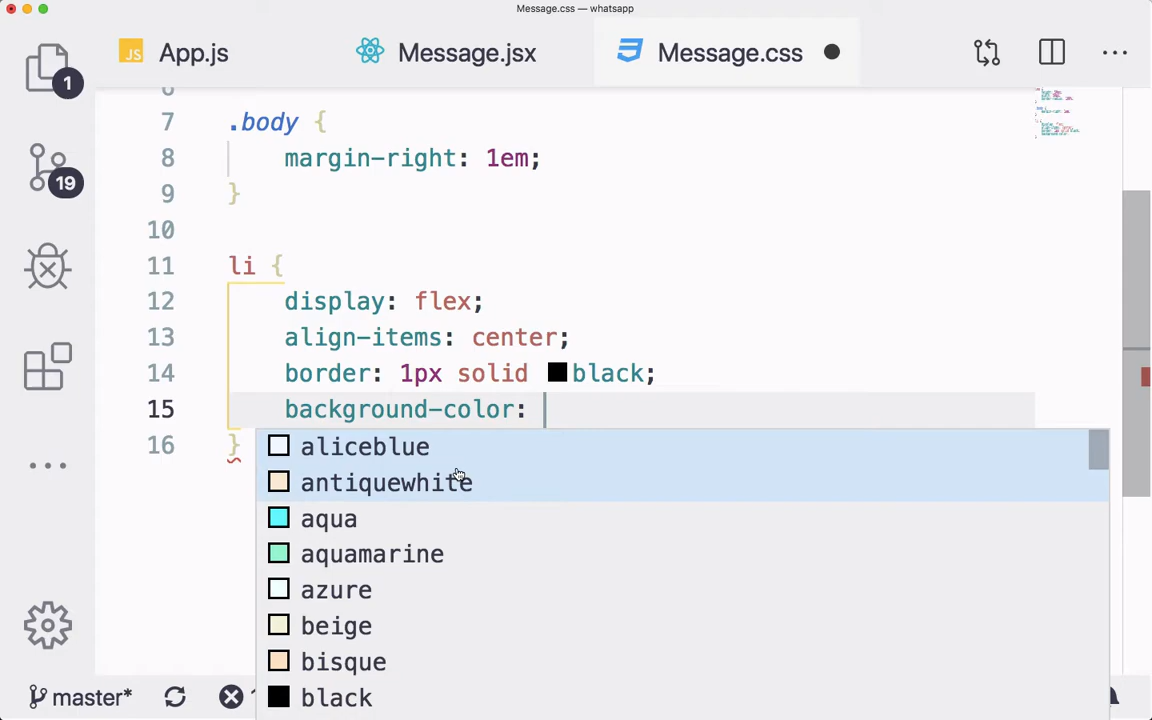 Message.css — whatsapp
JS App.js
Message.jsx
Message.css
1
19
7 .body {
8 margin-right: 1em;
9 }
10
11 li {
12 display: flex;
13 align-items: center;
14 border: 1px solid black;
15 background-color:
16 }
aliceblue
antiquewhite
aqua
aquamarine
azure
beige
bisque
black
master*